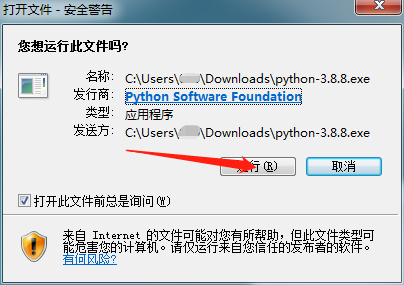 打开文件 - 安全警告
您想运行此文件吗?
名称: C:\Users\ \Downloads\python-3.8.8.exe
发行商: Python Software Foundation
类型: 应用程序
发送方: C:\Users\ \Downloads\python-3.8.8.exe
行(R) 取消
打开此文件前总是询问(W)
来自 Internet 的文件可能对您有所帮助,但此文件类型可
能危害您的计算机。请仅运行来自您信任的发布者的软件。
有何风险?